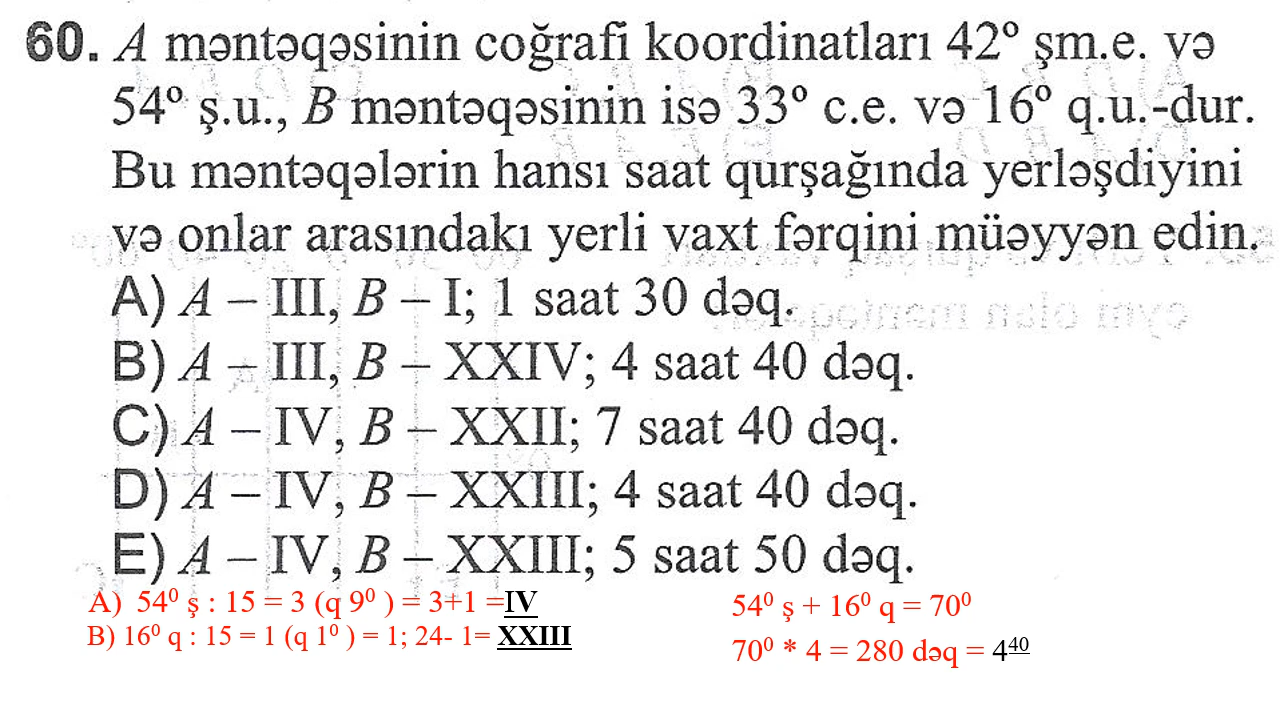 60. A məntəqəsinin coğrafi koordinatları 42º şm.e. və
54º ş.u., B məntəqəsinin isə 33º c.e. və 16º q.u.-dur.
Bu məntəqələrin hansı saat qurşağında yerləşdiyini
və onlar arasındakı yerli vaxt fərqini müəyyən edin.
A) A – III, B – I; 1 saat 30 dəq.
B) A – III, B – XXIV; 4 saat 40 dəq.
C) A – IV, B – XXII; 7 saat 40 dəq.
D) A – IV, B – XXIII; 4 saat 40 dəq.
E) A – IV, B – XXIII; 5 saat 50 dəq.
A) 54⁰ ş : 15 = 3 (q 9⁰ ) = 3+1 =IV
B) 16⁰ q : 15 = 1 (q 1⁰ ) = 1; 24- 1= XXIII
54⁰ ş + 16⁰ q = 70⁰
70⁰ * 4 = 280 dəq = 4⁴⁰